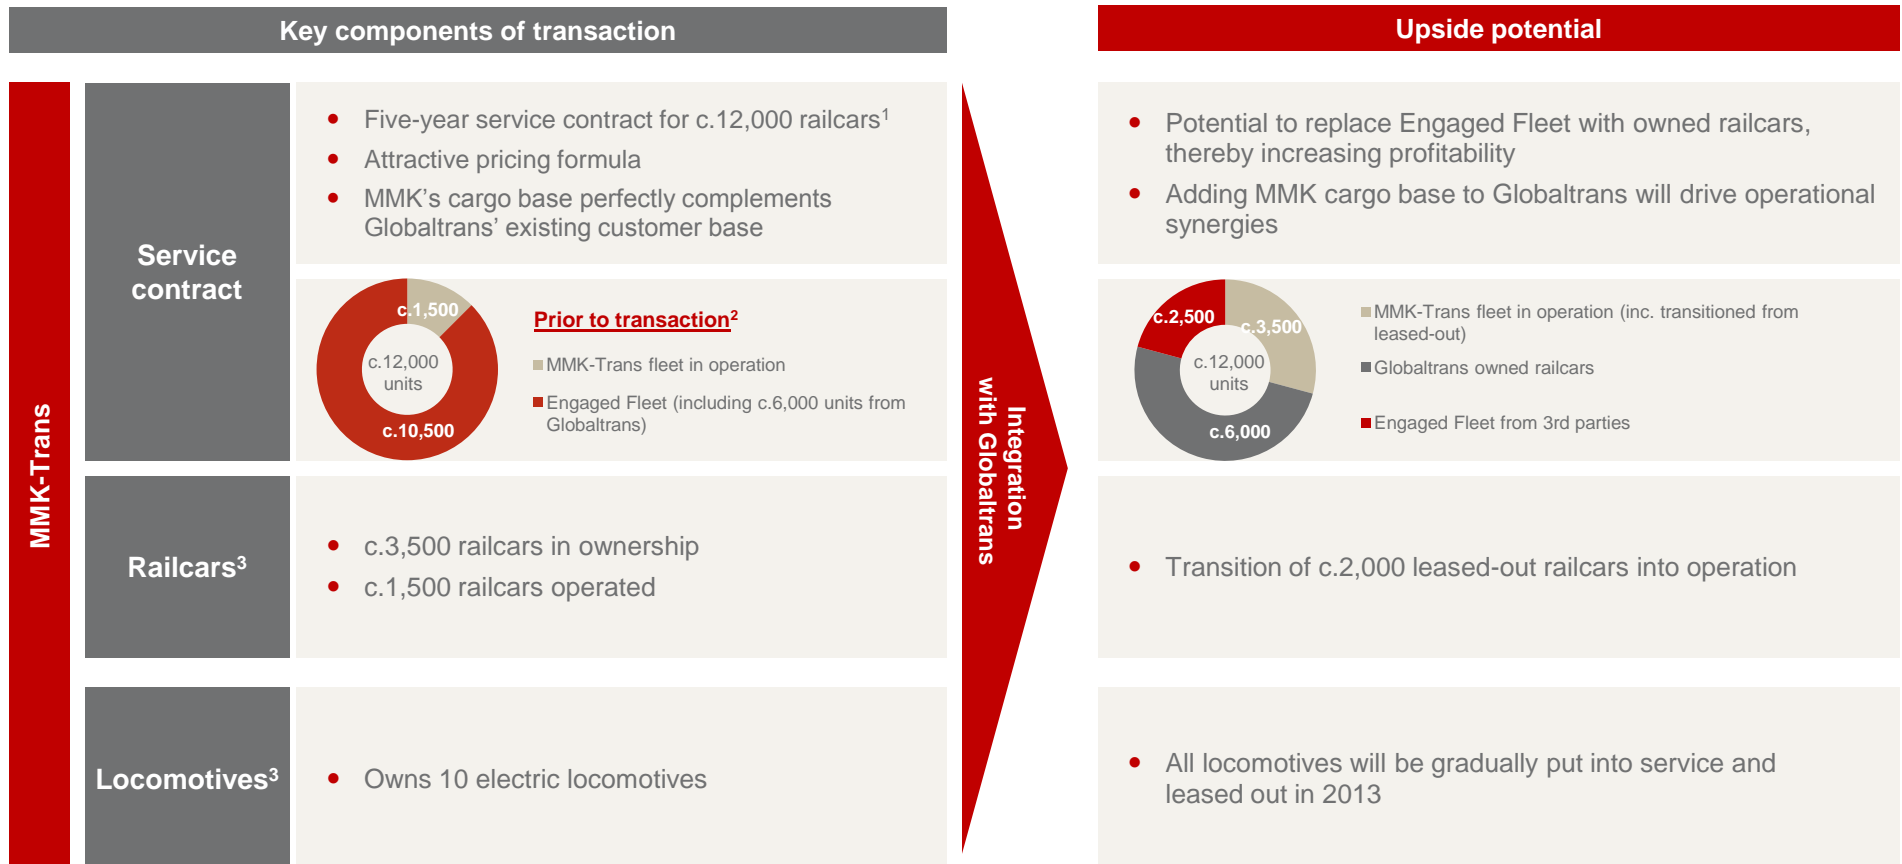 Key components of transaction
Upside potential
MMK-Trans
Service
contract
• Five-year service contract for c.12,000 railcars¹
• Attractive pricing formula
• MMK's cargo base perfectly complements
Globaltrans' existing customer base
c.1,500
c.12,000
units
c.10,500
Prior to transaction²
MMK-Trans fleet in operation
Engaged Fleet (including c.6,000 units from
Globaltrans)
Railcars³
• c.3,500 railcars in ownership
• c.1,500 railcars operated
Locomotives³
• Owns 10 electric locomotives
Integration
with Globaltrans
• Potential to replace Engaged Fleet with owned railcars,
thereby increasing profitability
• Adding MMK cargo base to Globaltrans will drive operational
synergies
c.2,500
c.3,500
c.12,000
units
c.6,000
MMK-Trans fleet in operation (inc. transitioned from
leased-out)
Globaltrans owned railcars
Engaged Fleet from 3rd parties
• Transition of c.2,000 leased-out railcars into operation
• All locomotives will be gradually put into service and
leased out in 2013